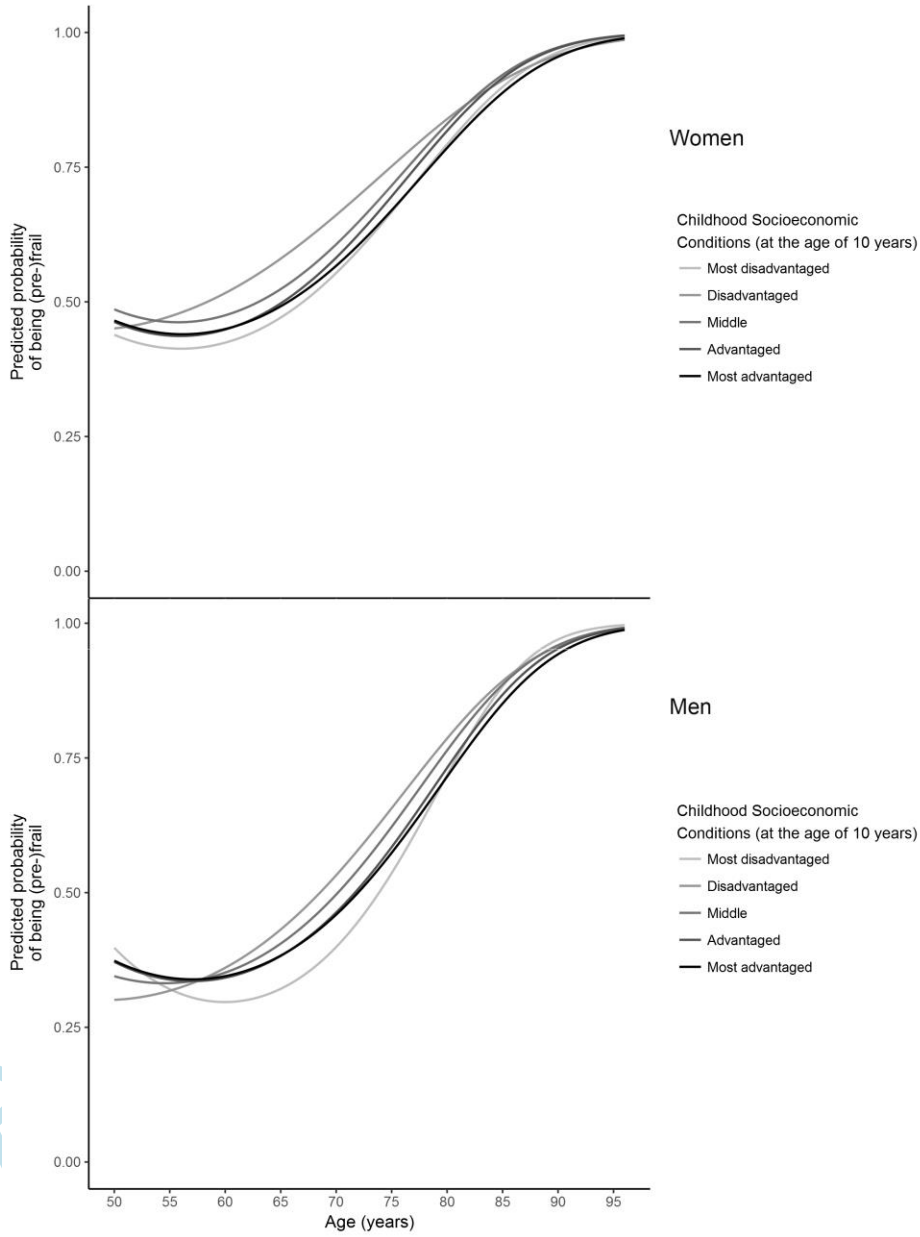 1.00
0.75
0.50
0.25
0.00
Predicted probability
of being (pre-)frail
Women
Childhood Socioeconomic
Conditions (at the age of 10 years)
Most disadvantaged
Disadvantaged
Middle
Advantaged
Most advantaged
1.00
0.75
0.50
0.25
0.00
Predicted probability
of being (pre-)frail
Men
Childhood Socioeconomic
Conditions (at the age of 10 years)
Most disadvantaged
Disadvantaged
Middle
Advantaged
Most advantaged
50 55 60 65 70 75 80 85 90 95
Age (years)